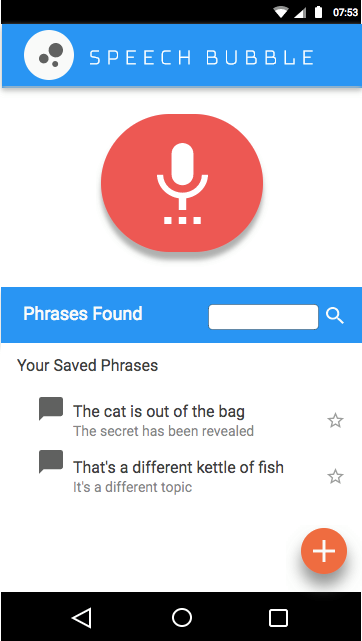 07:53
SPEECH BUBBLE
Phrases Found
Your Saved Phrases
The cat is out of the bag
The secret has been revealed
That's a different kettle of fish
It's a different topic